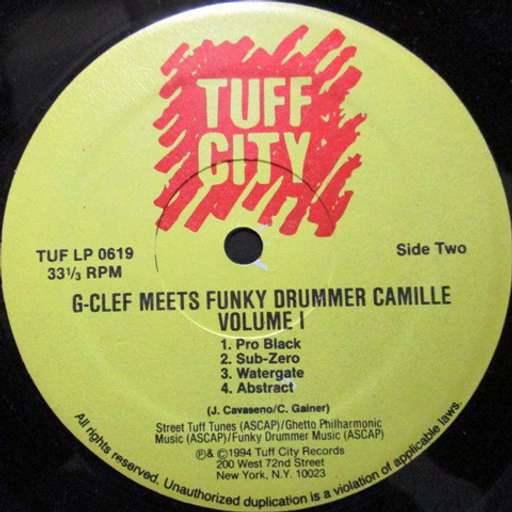 TUFF
CITY
TUF LP 0619
33⅓ RPM
Side Two
G-CLEF MEETS FUNKY DRUMMER CAMILLE
VOLUME I
1. Pro Black
2. Sub-Zero
3. Watergate
4. Abstract
(J. Cavaseno/C. Gainer)
Street Tuff Tunes (ASCAP)/Ghetto Philharmonic
Music (ASCAP)/Funky Drummer Music (ASCAP)
℗& ©1994 Tuff City Records
200 West 72nd Street
New York, N.Y. 10023
All rights reserved. Unauthorized duplication is a violation of applicable laws.